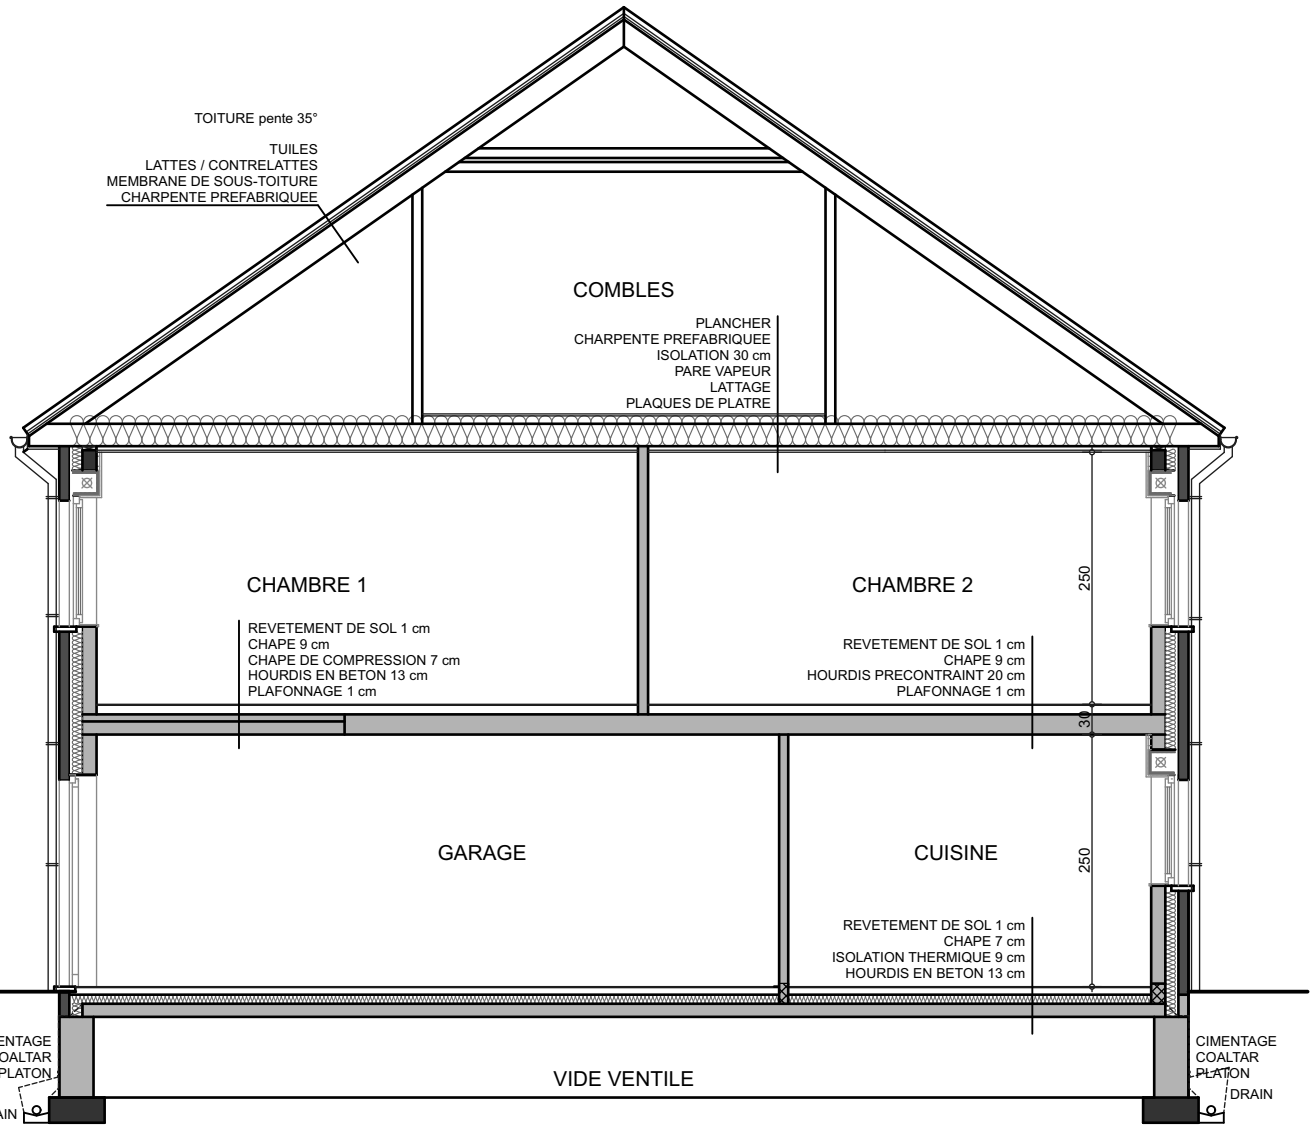 TOITURE pente 35°
TUILES
LATTES / CONTRELATTES
MEMBRANE DE SOUS-TOITURE
CHARPENTE PREFABRIQUEE
COMBLES
PLANCHER
CHARPENTE PREFABRIQUEE
ISOLATION 30 cm
PARE VAPEUR
LATTAGE
PLAQUES DE PLATRE
CHAMBRE 1
REVETEMENT DE SOL 1 cm
CHAPE 9 cm
CHAPE DE COMPRESSION 7 cm
HOURDIS EN BETON 13 cm
PLAFONNAGE 1 cm
CHAMBRE 2
250
REVETEMENT DE SOL 1 cm
CHAPE 9 cm
HOURDIS PRECONTRAINT 20 cm
PLAFONNAGE 1 cm
30
GARAGE
CUISINE
250
REVETEMENT DE SOL 1 cm
CHAPE 7 cm
ISOLATION THERMIQUE 9 cm
HOURDIS EN BETON 13 cm
ENTAGE
OALTAR
PLATON
AIN
VIDE VENTILE
CIMENTAGE
COALTAR
PLATON
DRAIN